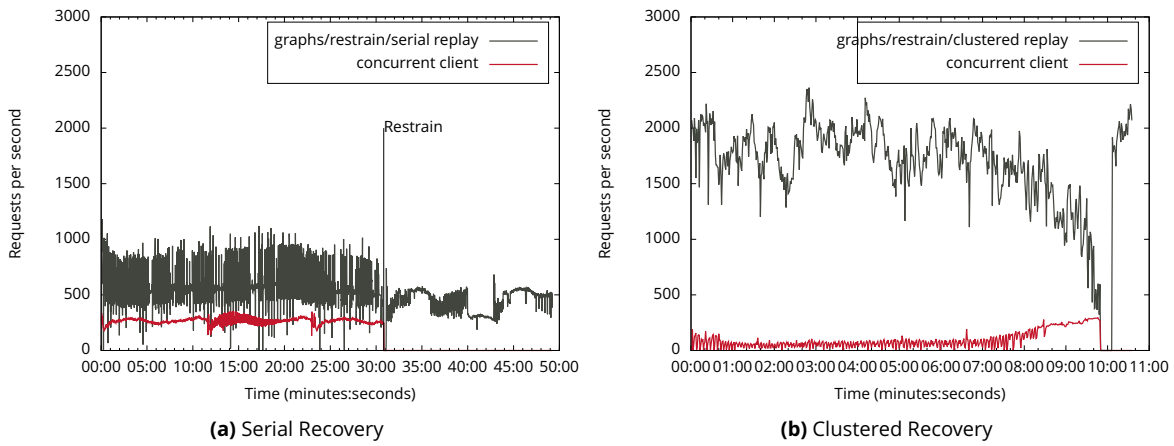 3000
2500
2000
1500
1000
500
0
Requests per second
graphs/restrain/serial replay
concurrent client
Restrain
00:00 05:00 10:00 15:00 20:00 25:00 30:00 35:00 40:00 45:00 50:00
Time (minutes:seconds)
(a) Serial Recovery
3000
2500
2000
1500
1000
500
0
Requests per second
graphs/restrain/clustered replay
concurrent client
00:00 01:00 02:00 03:00 04:00 05:00 06:00 07:00 08:00 09:00 10:00 11:00
Time (minutes:seconds)
(b) Clustered Recovery